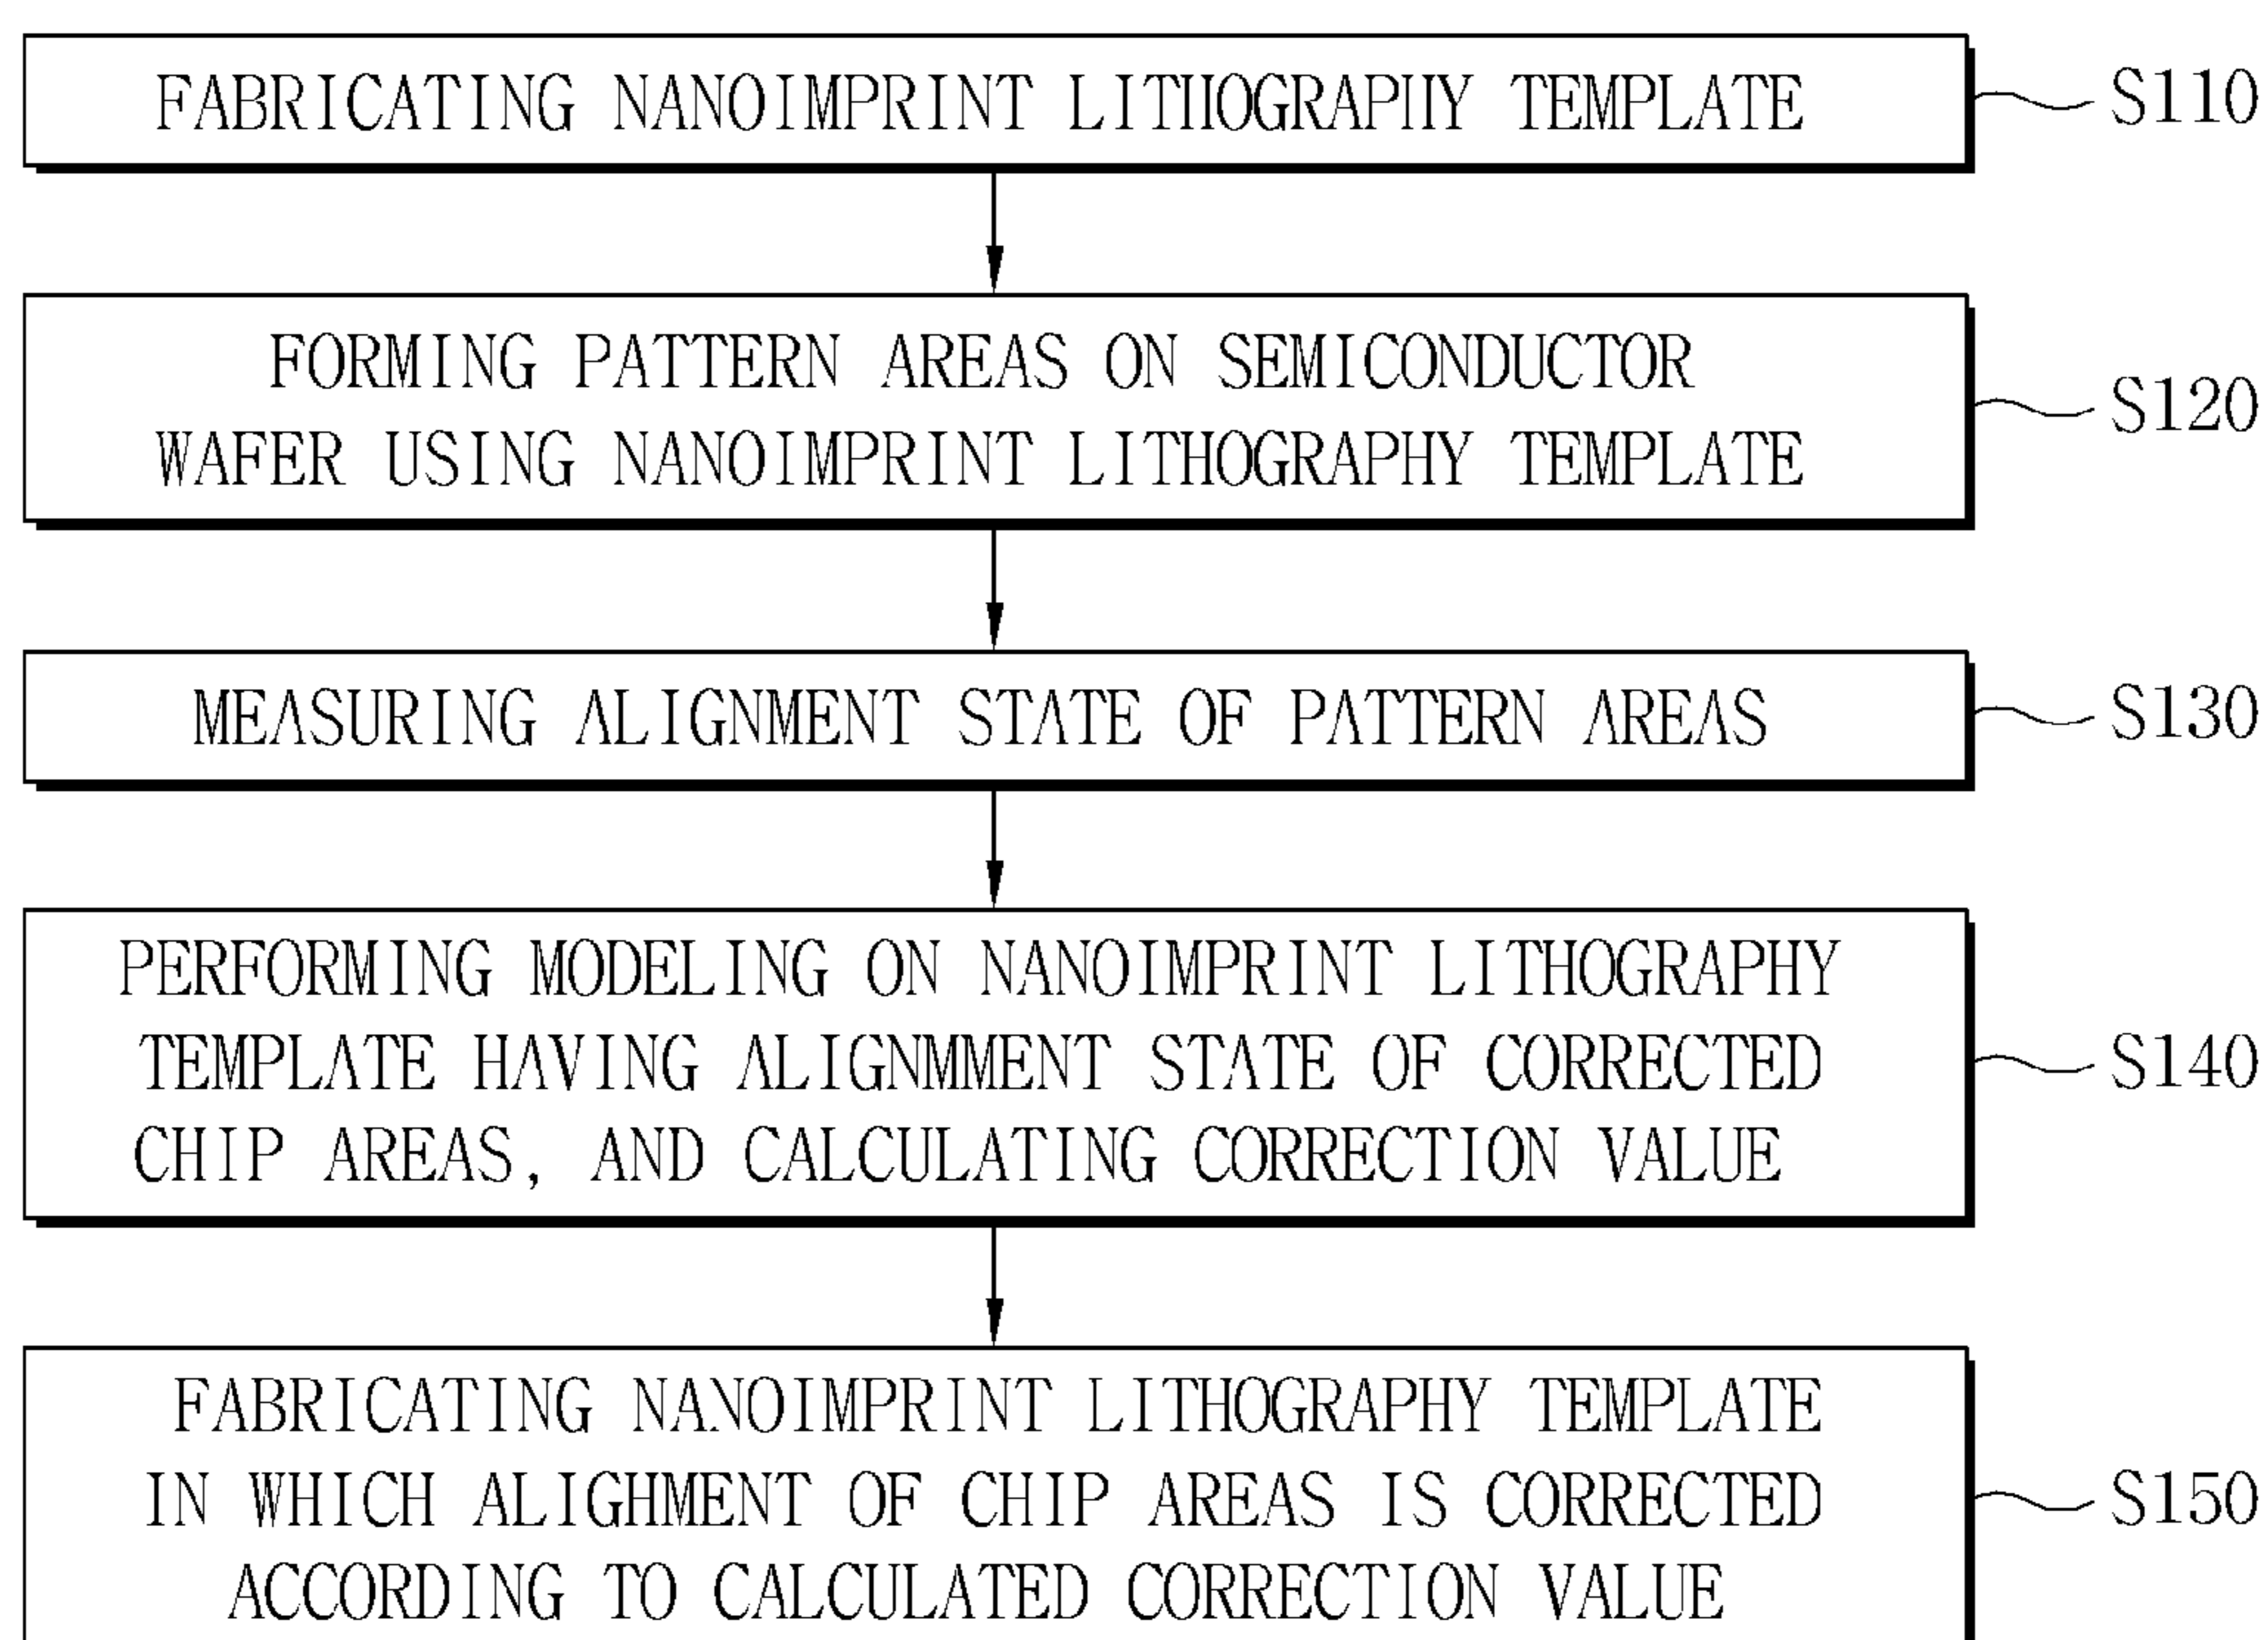 FABRICATING NANOIMPRINT LITHOGRAPHY TEMPLATE
S110
FORMING PATTERN AREAS ON SEMICONDUCTOR
WAFER USING NANOIMPRINT LITHOGRAPHY TEMPLATE
S120
MEASURING ALIGNMENT STATE OF PATTERN AREAS
S130
PERFORMING MODELING ON NANOIMPRINT LITHOGRAPHY
TEMPLATE HAVING ALIGNMMENT STATE OF CORRECTED
CHIP AREAS, AND CALCULATING CORRECTION VALUE
S140
FABRICATING NANOIMPRINT LITHOGRAPHY TEMPLATE
IN WHICH ALIGHMENT OF CHIP AREAS IS CORRECTED
ACCORDING TO CALCULATED CORRECTION VALUE
S150